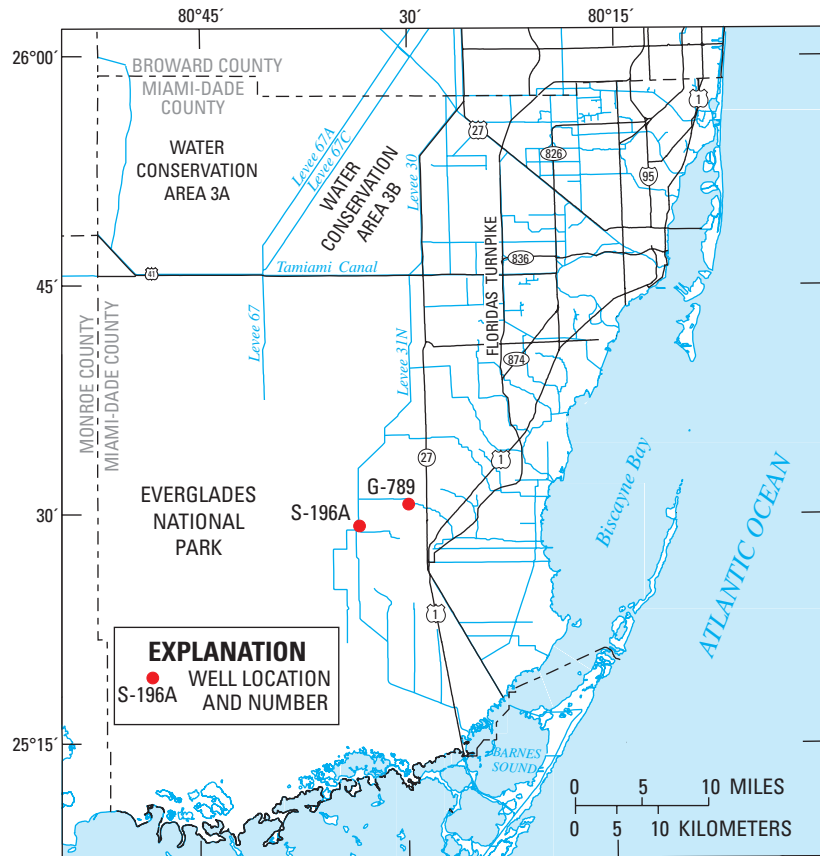 80°45´
30´
80°15´
26°00´
BROWARD COUNTY
MIAMI-DADE
COUNTY
1
27
826
95
WATER
CONSERVATION
AREA 3A
Levee 67A
Levee 67C
WATER
CONSERVATION
AREA 3B
Levee 30
FLORIDAS TURNPIKE
836
41
Tamiami Canal
45´
Levee 67
Levee 31N
874
MONROE COUNTY
MIAMI-DADE COUNTY
27
1
Biscayne Bay
ATLANTIC OCEAN
G-789
S-196A
EVERGLADES
NATIONAL
PARK
30´
1
EXPLANATION
S-196A
WELL LOCATION
AND NUMBER
25°15´
BARNES
SOUND
0 5 10 MILES
0 5 10 KILOMETERS